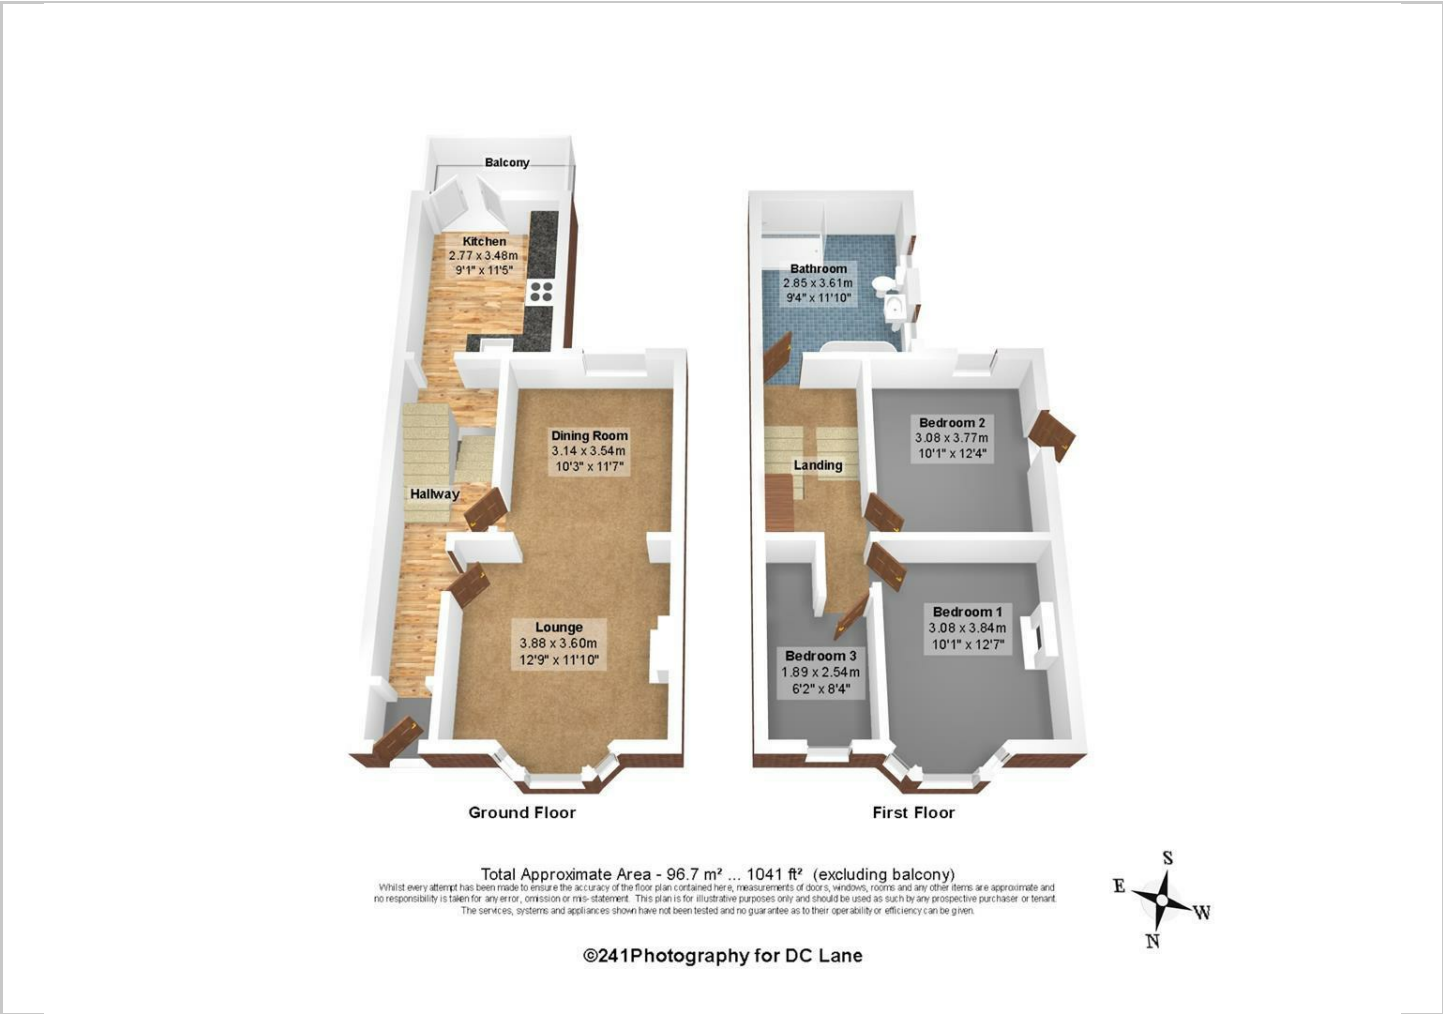 Balcony
Kitchen
2.77 x 3.48m
9'1" x 11'5"
Dining Room
3.14 x 3.54m
10'3" x 11'7"
Hallway
Lounge
3.88 x 3.60m
12'9" x 11'10"
Ground Floor
Bathroom
2.85 x 3.61m
9'4" x 11'10"
Bedroom 2
3.08 x 3.77m
10'1" x 12'4"
Landing
Bedroom 1
3.08 x 3.84m
10'1" x 12'7"
Bedroom 3
1.89 x 2.54m
6'2" x 8'4"
First Floor
Total Approximate Area - 96.7 m² ... 1041 ft² (excluding balcony)
Whilst every attempt has been made to ensure the accuracy of the floor plan contained here, measurements of doors, windows, rooms and any other items are approximate and
no responsibility is taken for any error, omission or mis-statement. This plan is for illustrative purposes only and should be used as such by any prospective purchaser or tenant.
The services, systems and appliances shown have not been tested and no guarantee as to their operability or efficiency can be given.
©241Photography for DC Lane
S
E
W
N